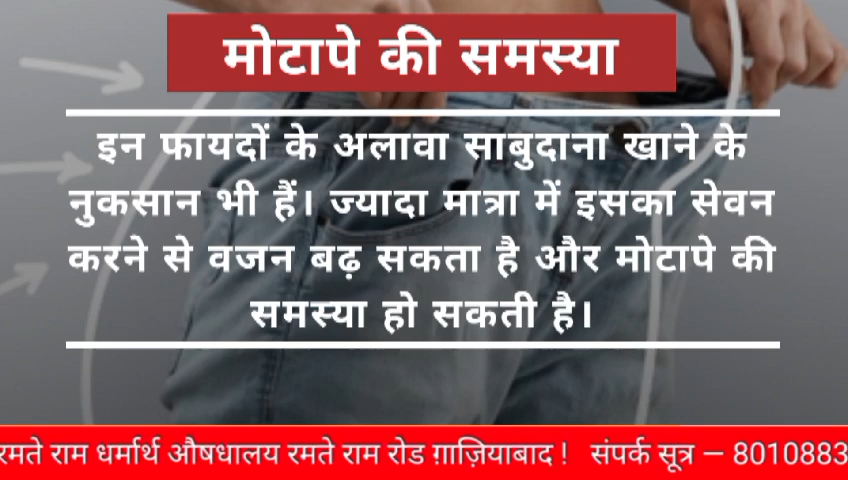 मोटापे की समस्या
इन फायदों के अलावा साबुदाना खाने के
नुकसान भी हैं। ज्यादा मात्रा में इसका सेवन
करने से वजन बढ़ सकता है और मोटापे की
समस्या हो सकती है।
रमते राम धर्मार्थ औषधालय रमते राम रोड ग़ाज़ियाबाद ! संपर्क सूत्र – 8010883